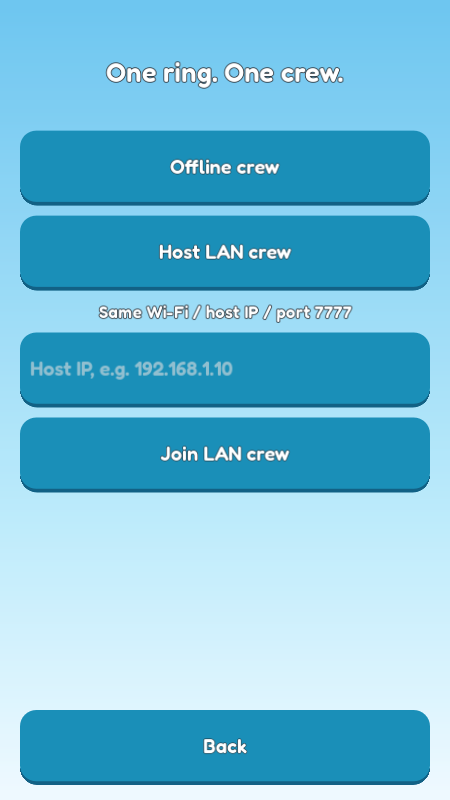 One ring. One crew.
Offline crew
Host LAN crew
Same Wi-Fi / host IP / port 7777
Host IP, e.g. 192.168.1.10
Join LAN crew
Back